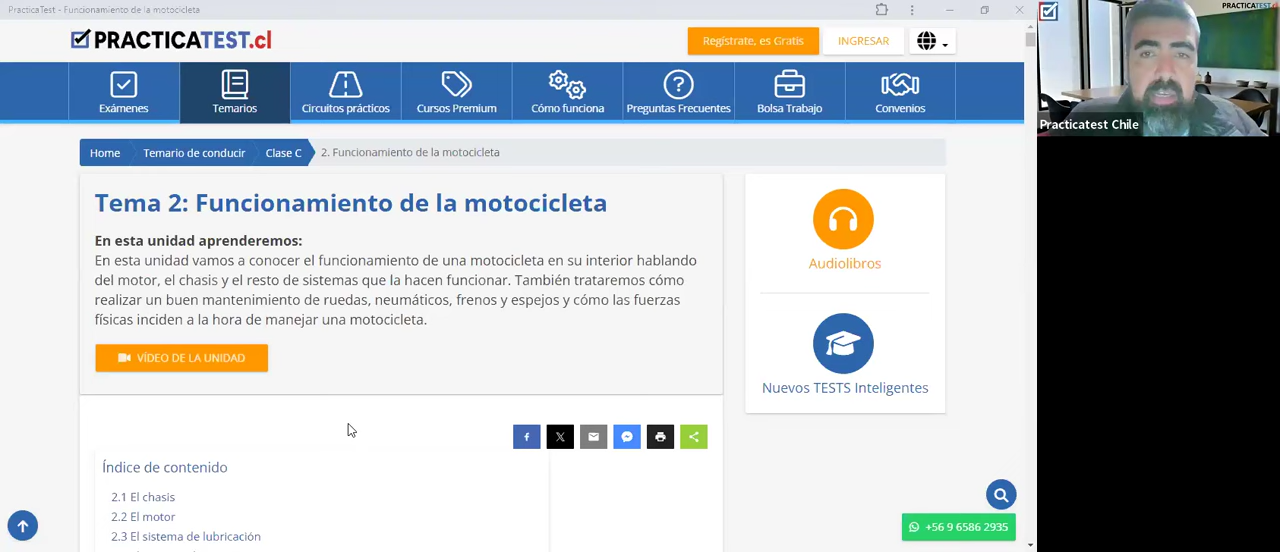 PracticaTest - Funcionamiento de la motocicleta
PRACTICATEST.cl
Regístrate, es Gratis
INGRESAR
Exámenes
Temarios
Circuitos prácticos
Cursos Premium
Cómo funciona
Preguntas Frecuentes
Bolsa Trabajo
Convenios
Home
Temario de conducir
Clase C
2. Funcionamiento de la motocicleta
Tema 2: Funcionamiento de la motocicleta
En esta unidad aprenderemos:
En esta unidad vamos a conocer el funcionamiento de una motocicleta en su interior hablando
del motor, el chasis y el resto de sistemas que la hacen funcionar. También trataremos cómo
realizar un buen mantenimiento de ruedas, neumáticos, frenos y espejos y cómo las fuerzas
físicas inciden a la hora de manejar una motocicleta.
VÍDEO DE LA UNIDAD
Índice de contenido
2.1 El chasis
2.2 El motor
2.3 El sistema de lubricación
Audiolibros
Nuevos TESTS Inteligentes
+56 9 6586 2935
PRACTICATEST.cl
Practicatest Chile